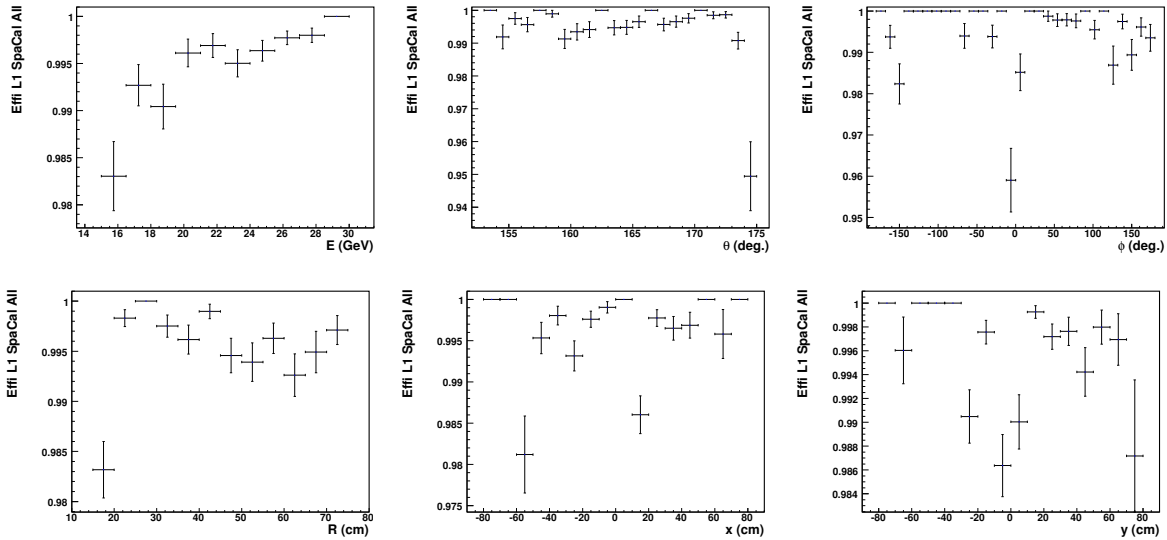 Effi L1 SpaCal All
1
0.995
0.99
0.985
0.98
14 16 18 20 22 24 26 28 30
E (GeV)
Effi L1 SpaCal All
1
0.99
0.98
0.97
0.96
0.95
0.94
155 160 165 170 175
θ (deg.)
Effi L1 SpaCal All
1
0.99
0.98
0.97
0.96
0.95
-150 -100 -50 0 50 100 150
ϕ (deg.)
Effi L1 SpaCal All
1
0.995
0.99
0.985
0.98
10 20 30 40 50 60 70 80
R (cm)
Effi L1 SpaCal All
1
0.995
0.99
0.985
0.98
0.975
-80 -60 -40 -20 0 20 40 60 80
x (cm)
Effi L1 SpaCal All
1
0.998
0.996
0.994
0.992
0.99
0.988
0.986
0.984
-80 -60 -40 -20 0 20 40 60 80
y (cm)